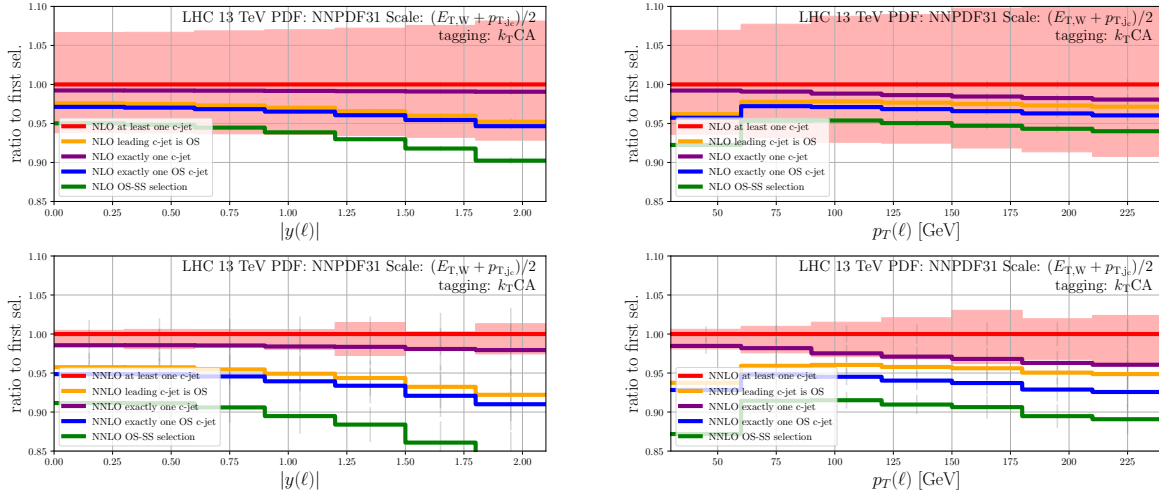 LHC 13 TeV PDF: NNPDF31 Scale: (E_{T,W} + p_{T,j_c})/2
tagging: k_TCA
ratio to first sel.
1.10
1.05
1.00
0.95
0.90
0.85
NLO at least one c-jet
NLO leading c-jet is OS
NLO exactly one c-jet
NLO exactly one OS c-jet
NLO OS-SS selection
0.00 0.25 0.50 0.75 1.00 1.25 1.50 1.75 2.00
|y(ℓ)|
LHC 13 TeV PDF: NNPDF31 Scale: (E_{T,W} + p_{T,j_c})/2
tagging: k_TCA
ratio to first sel.
1.10
1.05
1.00
0.95
0.90
0.85
NLO at least one c-jet
NLO leading c-jet is OS
NLO exactly one c-jet
NLO exactly one OS c-jet
NLO OS-SS selection
50 75 100 125 150 175 200 225
p_T(ℓ) [GeV]
LHC 13 TeV PDF: NNPDF31 Scale: (E_{T,W} + p_{T,j_c})/2
tagging: k_TCA
ratio to first sel.
1.10
1.05
1.00
0.95
0.90
0.85
NNLO at least one c-jet
NNLO leading c-jet is OS
NNLO exactly one c-jet
NNLO exactly one OS c-jet
NNLO OS-SS selection
0.00 0.25 0.50 0.75 1.00 1.25 1.50 1.75 2.00
|y(ℓ)|
LHC 13 TeV PDF: NNPDF31 Scale: (E_{T,W} + p_{T,j_c})/2
tagging: k_TCA
ratio to first sel.
1.10
1.05
1.00
0.95
0.90
0.85
NNLO at least one c-jet
NNLO leading c-jet is OS
NNLO exactly one c-jet
NNLO exactly one OS c-jet
NNLO OS-SS selection
50 75 100 125 150 175 200 225
p_T(ℓ) [GeV]